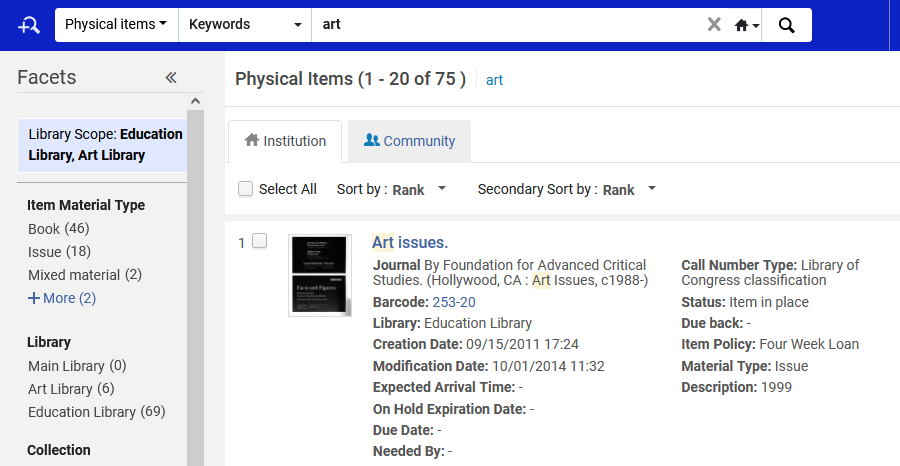 Physical items Keywords art
Facets
Physical Items (1 - 20 of 75 ) art
Library Scope: Education
Library, Art Library
Institution Community
Select All Sort by : Rank Secondary Sort by : Rank
Item Material Type
Book (46)
Issue (18)
Mixed material (2)
+ More (2)
Library
Main Library (0)
Art Library (6)
Education Library (69)
Collection
1
Art issues.
Journal By Foundation for Advanced Critical
Studies. (Hollywood, CA : Art Issues, c1988-)
Barcode: 253-20
Library: Education Library
Creation Date: 09/15/2011 17:24
Modification Date: 10/01/2014 11:32
Expected Arrival Time: -
On Hold Expiration Date: -
Due Date: -
Needed By: -
Call Number Type: Library of
Congress classification
Status: Item in place
Due back: -
Item Policy: Four Week Loan
Material Type: Issue
Description: 1999
Facts and Figures